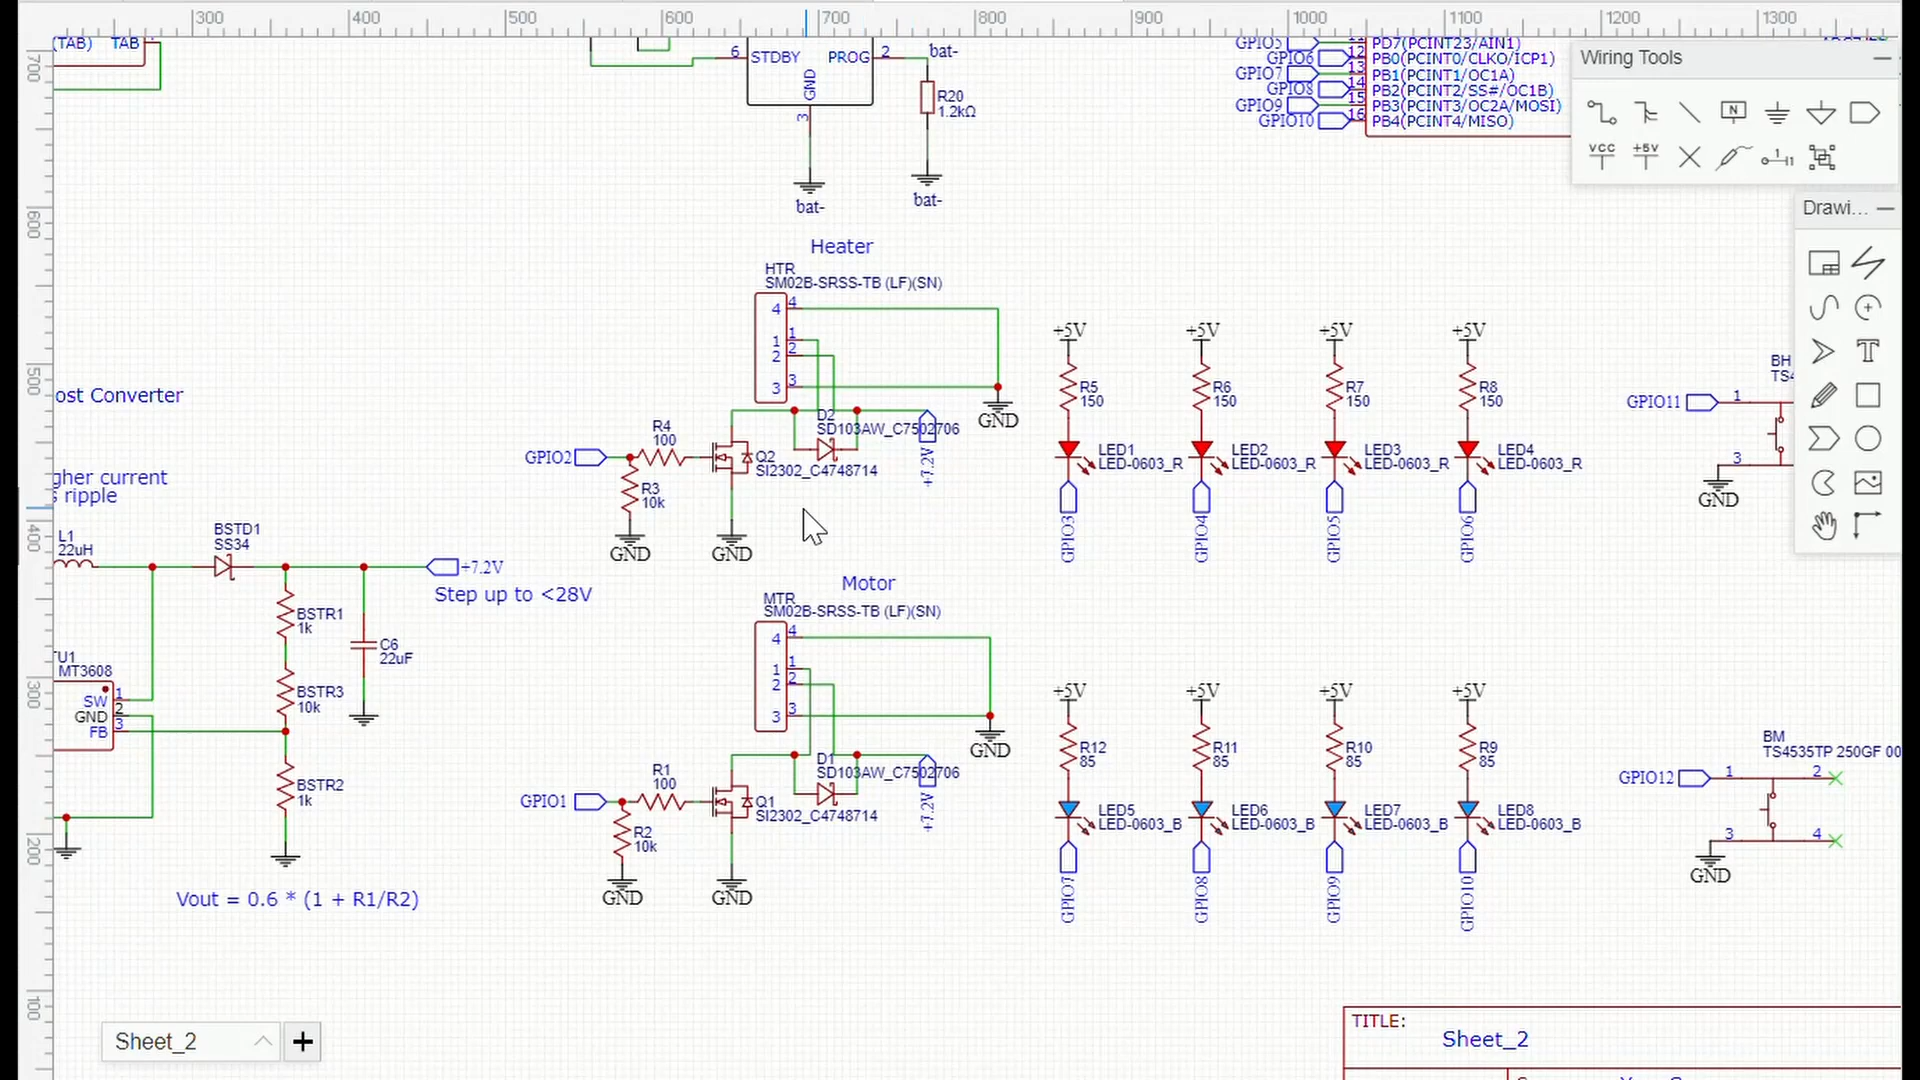 300
400
500
600
700
800
900
1000
1100
1200
1300
700
600
500
400
300
200
100
(TAB) TAB
6 STDBY PROG 2
GND
3
bat-
R20
1.2kΩ
bat-
bat-
GPIO5 PD7(PCINT23/AIN1)
GPIO6 12 PB0(PCINT0/CLKO/ICP1)
GPIO7 13 PB1(PCINT1/OC1A)
GPIO8 14 PB2(PCINT2/SS#/OC1B)
GPIO9 15 PB3(PCINT3/OC2A/MOSI)
GPIO10 16 PB4(PCINT4/MISO)
Wiring Tools
N
VCC
+5V
Drawi...
T
Heater
HTR
SM02B-SRSS-TB (LF)(SN)
4 4
1 1
2 2
3 3
GND
D2
SD103AW_C7502706
+7.2V
R4
100
GPIO2
R3
10k
Q2
SI2302_C4748714
GND
GND
+5V
+5V
+5V
+5V
R5
150
R6
150
R7
150
R8
150
LED1
LED-0603_R
LED2
LED-0603_R
LED3
LED-0603_R
LED4
LED-0603_R
GPIO3
GPIO4
GPIO5
GPIO6
BH
GPIO11
1
3
GND
ost Converter
gher current
s ripple
L1
22uH
BSTD1
SS34
+7.2V
Step up to <28V
BSTR1
1k
C6
22uF
U1
MT3608
SW 1
GND 2
FB 3
BSTR3
10k
BSTR2
1k
Vout = 0.6 * (1 + R1/R2)
Motor
MTR
SM02B-SRSS-TB (LF)(SN)
4 4
1 1
2 2
3 3
GND
D1
SD103AW_C7502706
+7.2V
R1
100
GPIO1
R2
10k
Q1
SI2302_C4748714
GND
GND
+5V
+5V
+5V
+5V
R12
85
R11
85
R10
85
R9
85
LED5
LED-0603_B
LED6
LED-0603_B
LED7
LED-0603_B
LED8
LED-0603_B
GPIO7
GPIO8
GPIO9
GPIO10
BM
TS4535TP 250GF 00
GPIO12
1 2
3 4
GND
Sheet_2
+
TITLE:
Sheet_2